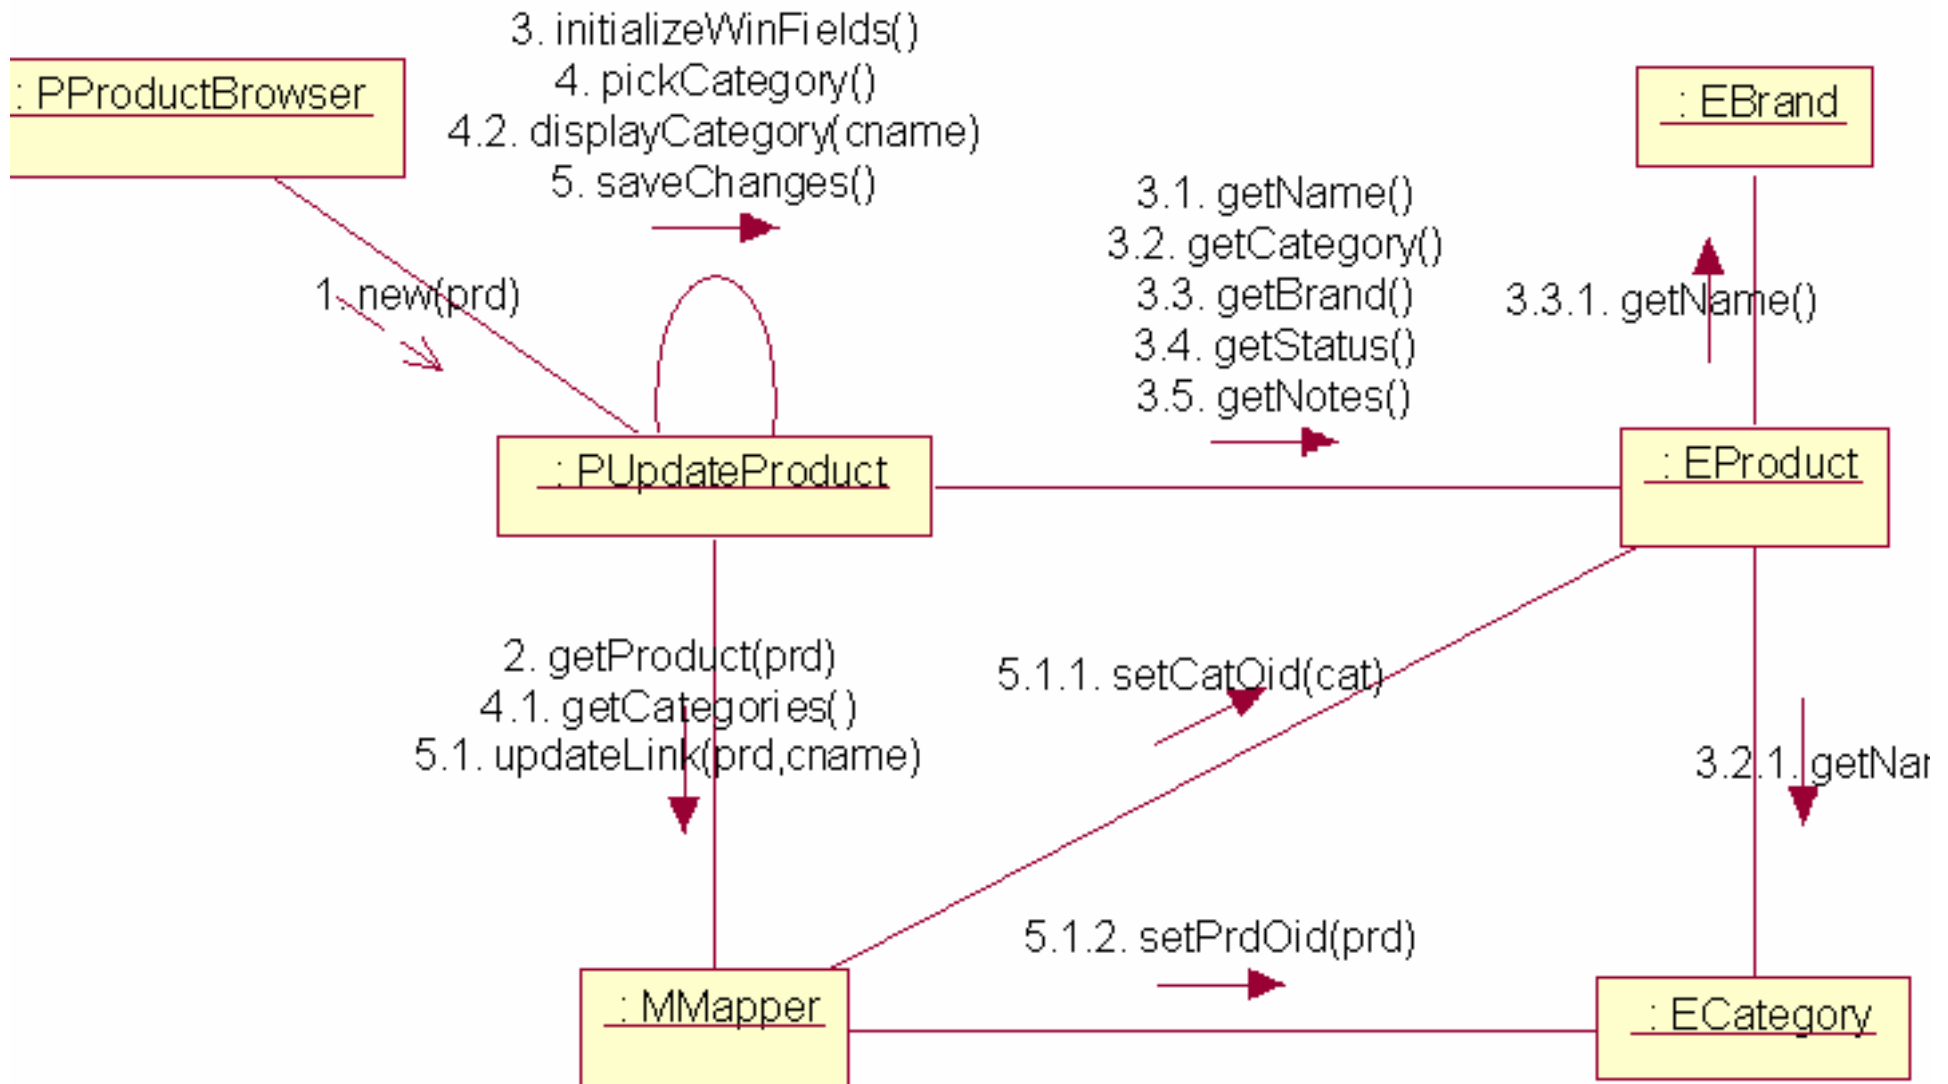 3. initializeWinFields()
4. pickCategory()
4.2. displayCategory(cname)
5. saveChanges()
: PProductBrowser
: EBrand
3.1. getName()
3.2. getCategory()
3.3. getBrand()
3.4. getStatus()
3.5. getNotes()
1. new(prd)
3.3.1. getName()
: PUpdateProduct
: EProduct
2. getProduct(prd)
4.1. getCategories()
5.1. updateLink(prd,cname)
5.1.1. setCatOid(cat)
3.2.1.
5.1.2. setPrdOid(prd)
: MMapper
: ECategory